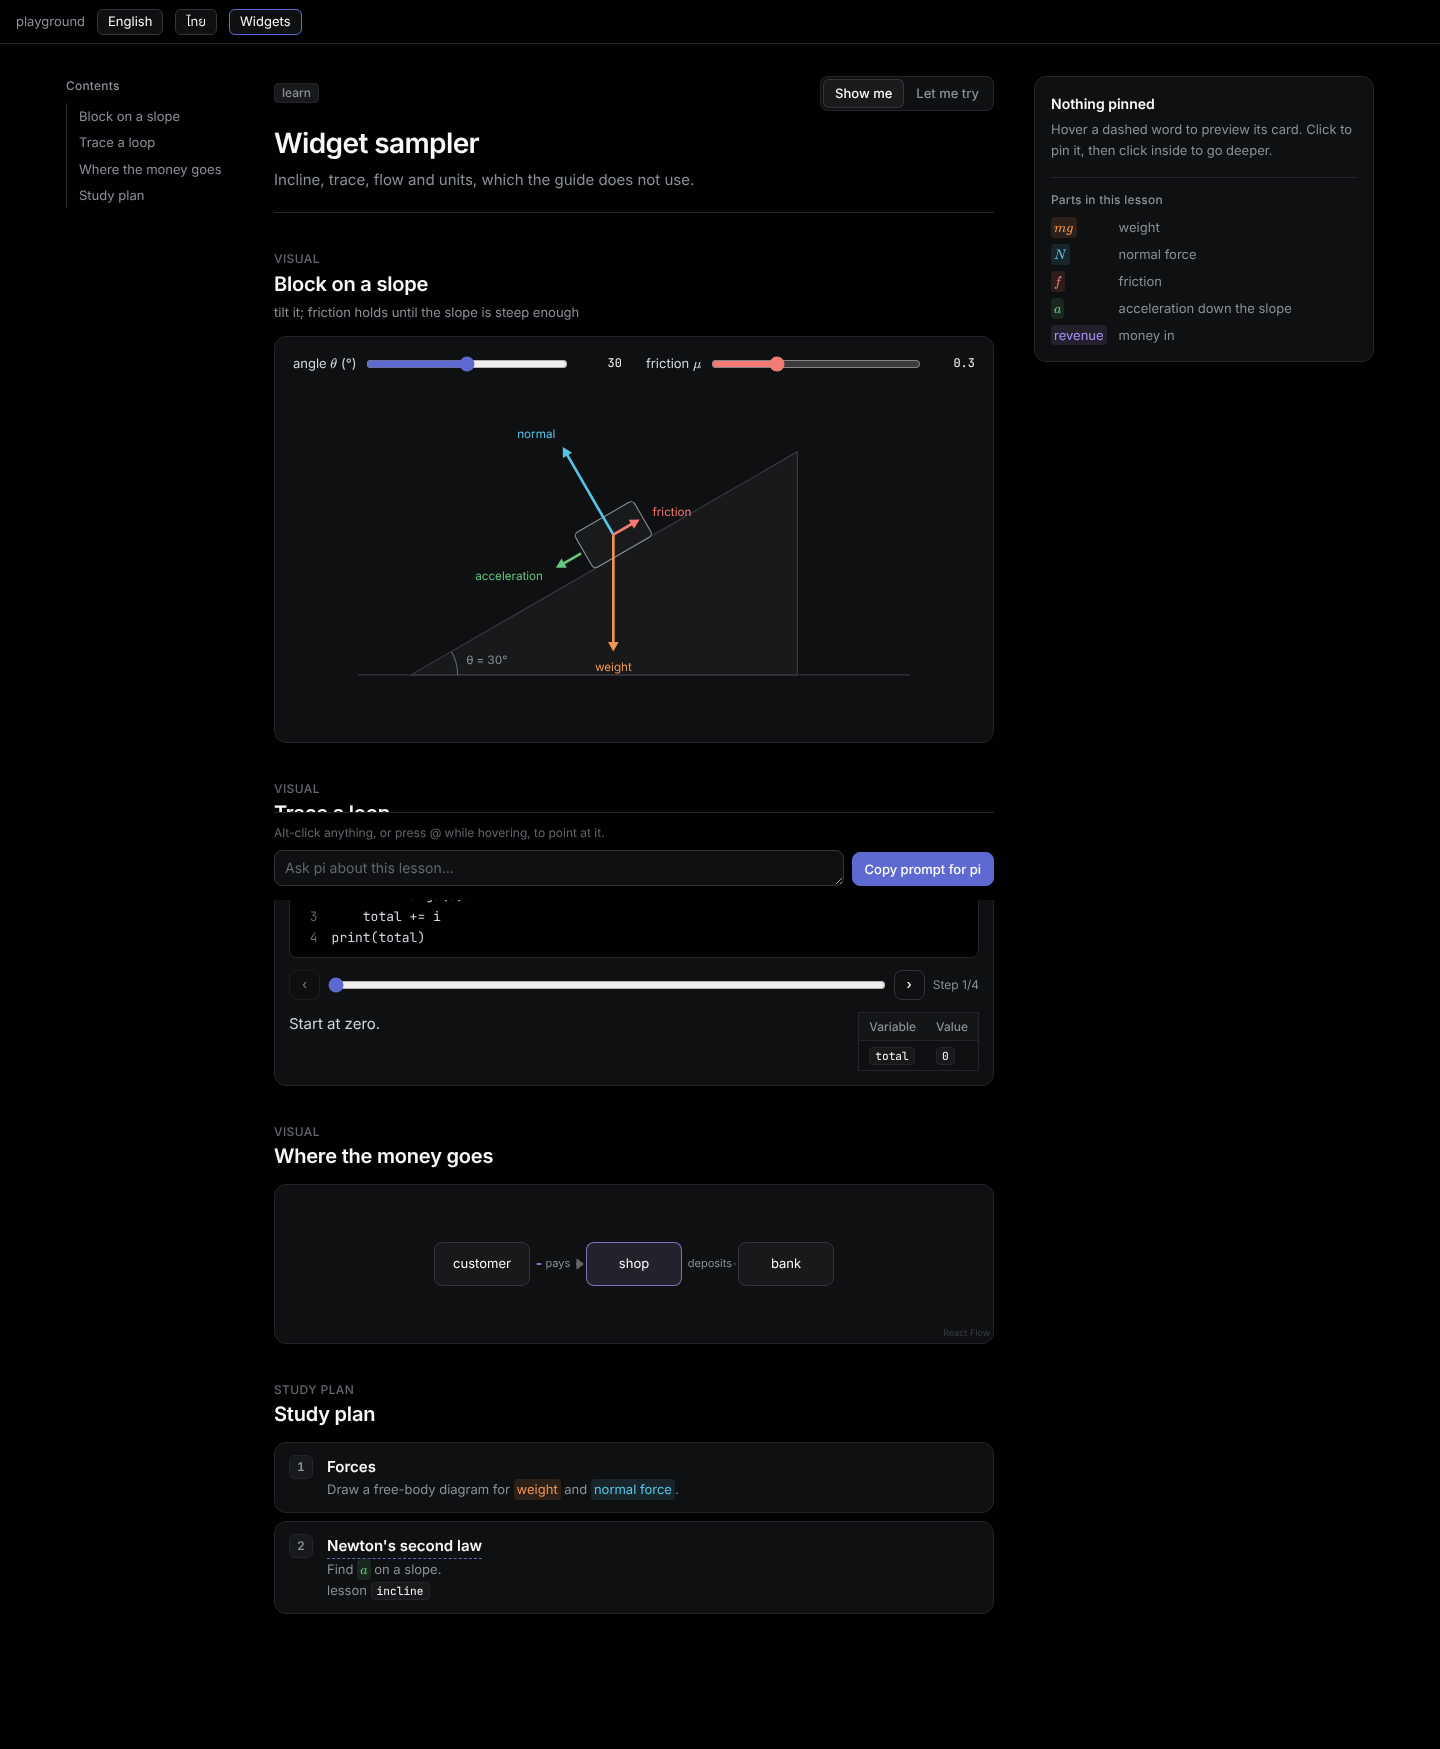 playground English ไทย Widgets
Contents
Block on a slope
Trace a loop
Where the money goes
Study plan
learn
Show me Let me try
Widget sampler
Incline, trace, flow and units, which the guide does not use.
VISUAL
Block on a slope
tilt it; friction holds until the slope is steep enough
angle θ (°) 30 friction μ 0.3
normal
friction
acceleration
θ = 30°
weight
VISUAL
Trace a loop
Alt-click anything, or press @ while hovering, to point at it.
Ask pi about this lesson...
Copy prompt for pi
3 total += i
4 print(total)
‹ › Step 1/4
Start at zero.
Variable Value
total 0
VISUAL
Where the money goes
customer pays shop deposits bank
React Flow
STUDY PLAN
Study plan
1 Forces
Draw a free-body diagram for weight and normal force.
2 Newton's second law
Find a on a slope.
lesson incline
Nothing pinned
Hover a dashed word to preview its card. Click to
pin it, then click inside to go deeper.
Parts in this lesson
mg weight
N normal force
f friction
a acceleration down the slope
revenue money in